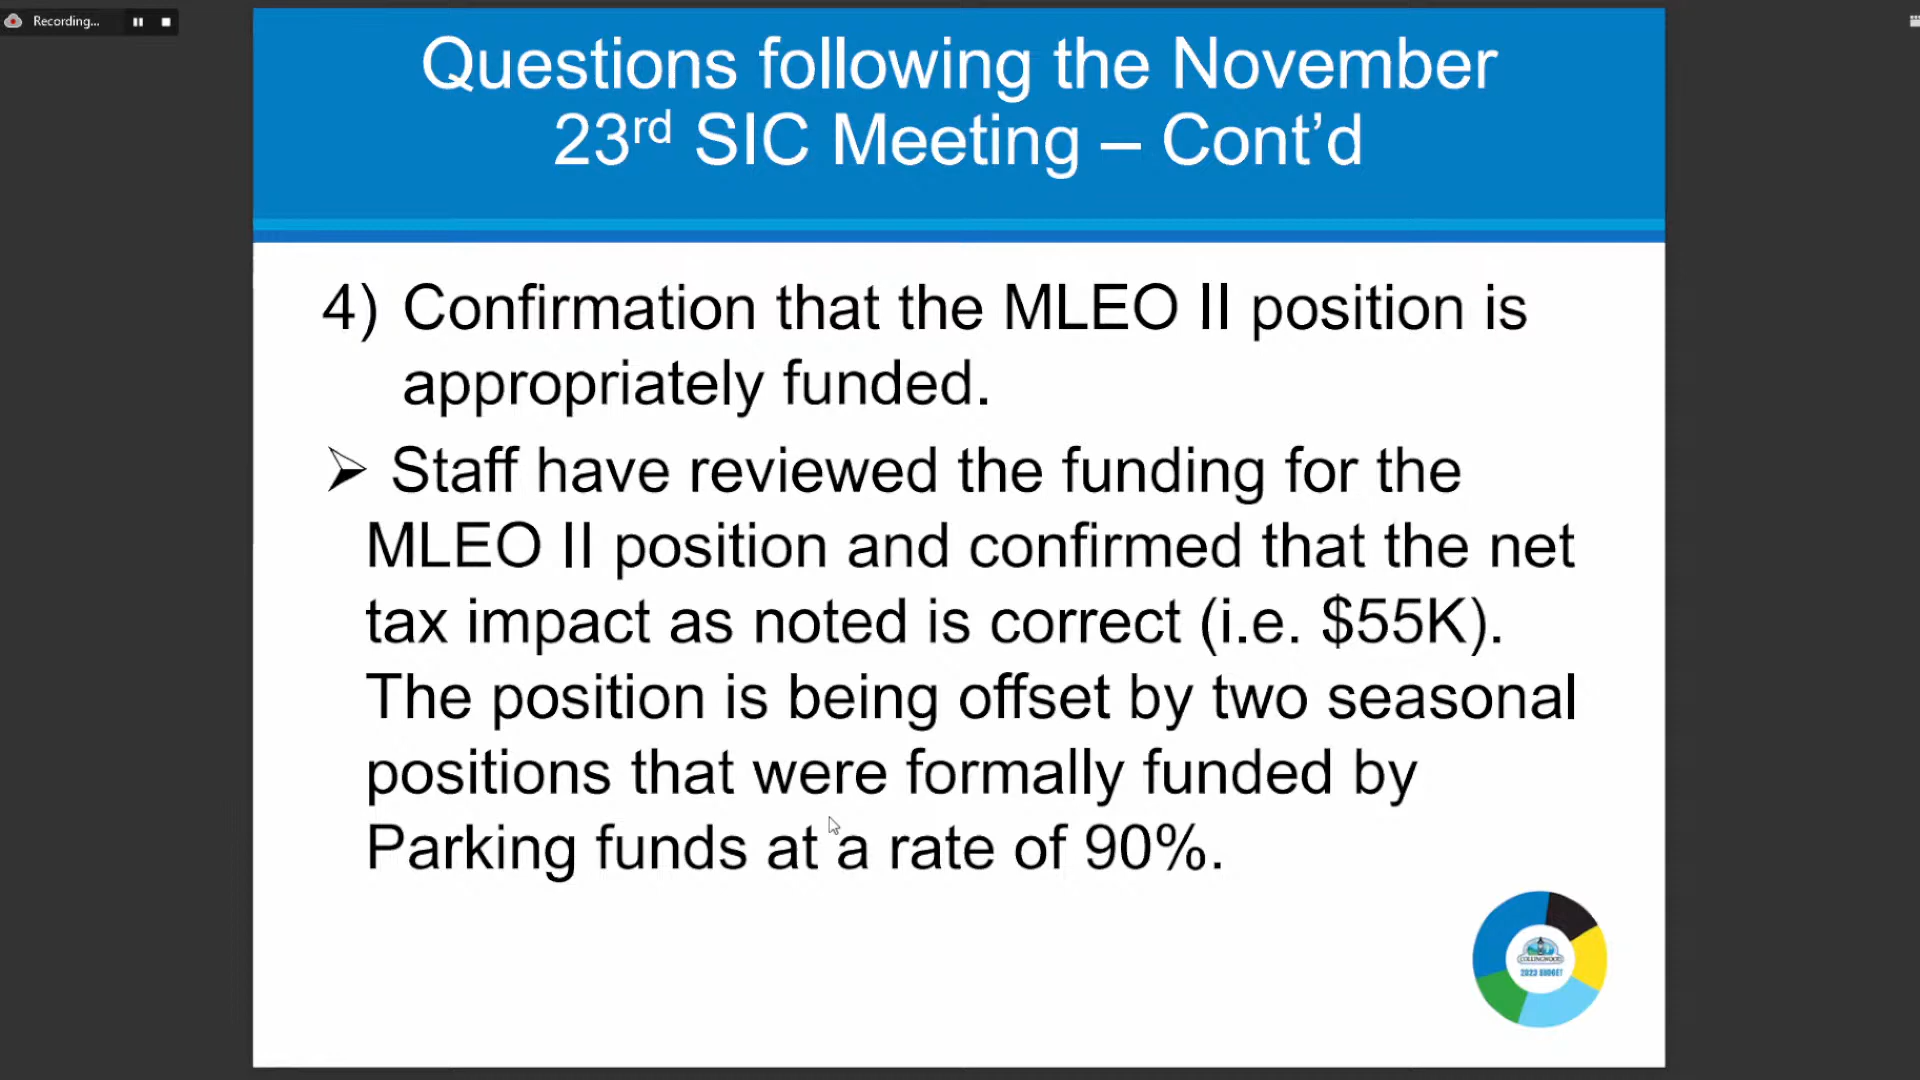 Recording...
Questions following the November
23rd SIC Meeting – Cont’d
4) Confirmation that the MLEO II position is
appropriately funded.
➢ Staff have reviewed the funding for the
MLEO II position and confirmed that the net
tax impact as noted is correct (i.e. $55K).
The position is being offset by two seasonal
positions that were formally funded by
Parking funds at a rate of 90%.
COLLINGWOOD
2023 BUDGET